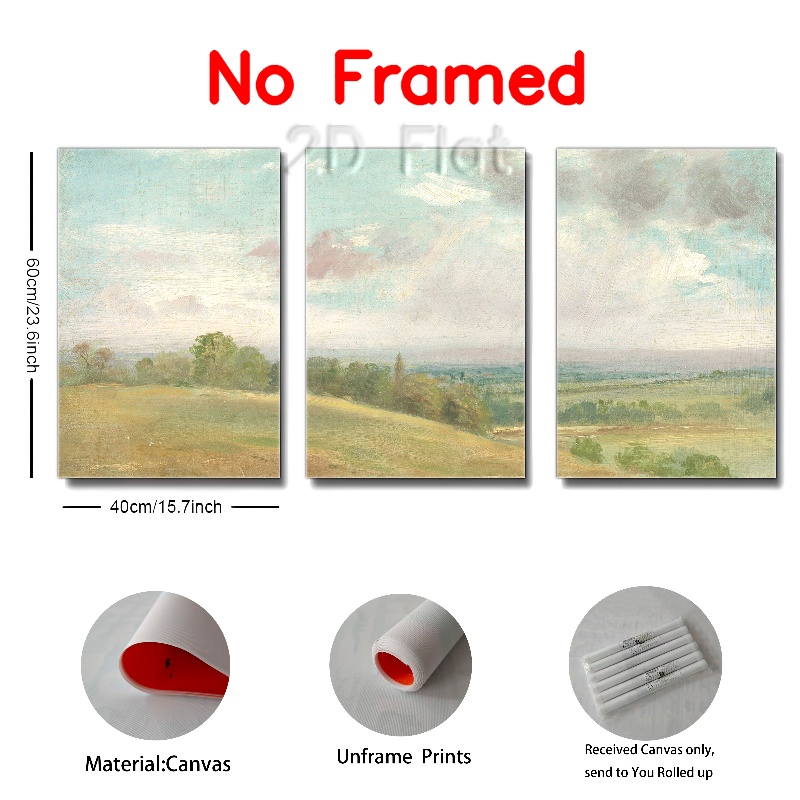 No Framed
2D Flat
60cm/23.6inch
40cm/15.7inch
Material:Canvas
Unframe Prints
Received Canvas only,
send to You Rolled up